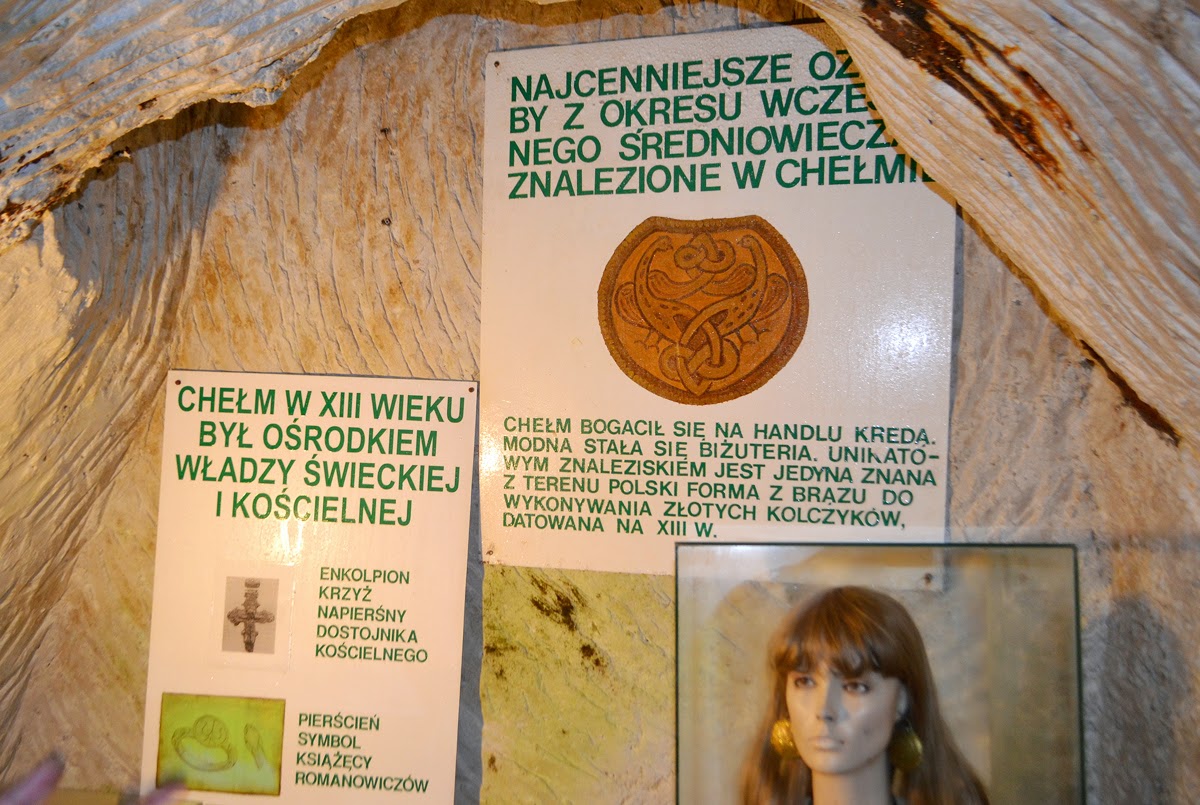 CHEŁM W XIII WIEKU
BYŁ OŚRODKIEM
WŁADZY ŚWIECKIEJ
I KOŚCIELNEJ
ENKOLPION
KRZYŻ
NAPIERŚNY
DOSTOJNIKA
KOŚCIELNEGO
PIERŚCIEŃ
SYMBOL
KSIĄŻĘCY
ROMANOWICZÓW
NAJCENNIEJSZE
BY Z OKRESU
NEGO ŚREDNIOWIECZA
ZNALEZIONE W CHEŁMIE
CHEŁM BOGACIŁ SIĘ NA HANDLU KREDĄ.
MODNA STAŁA SIĘ BIŻUTERIA. UNIKATO-
WYM ZNALEZISKIEM JEST JEDYNA ZNANA
Z TERENU POLSKI FORMA Z BRĄZU DO
WYKONYWANIA ZŁOTYCH KOLCZYKÓW,
DATOWANA NA XIII W.